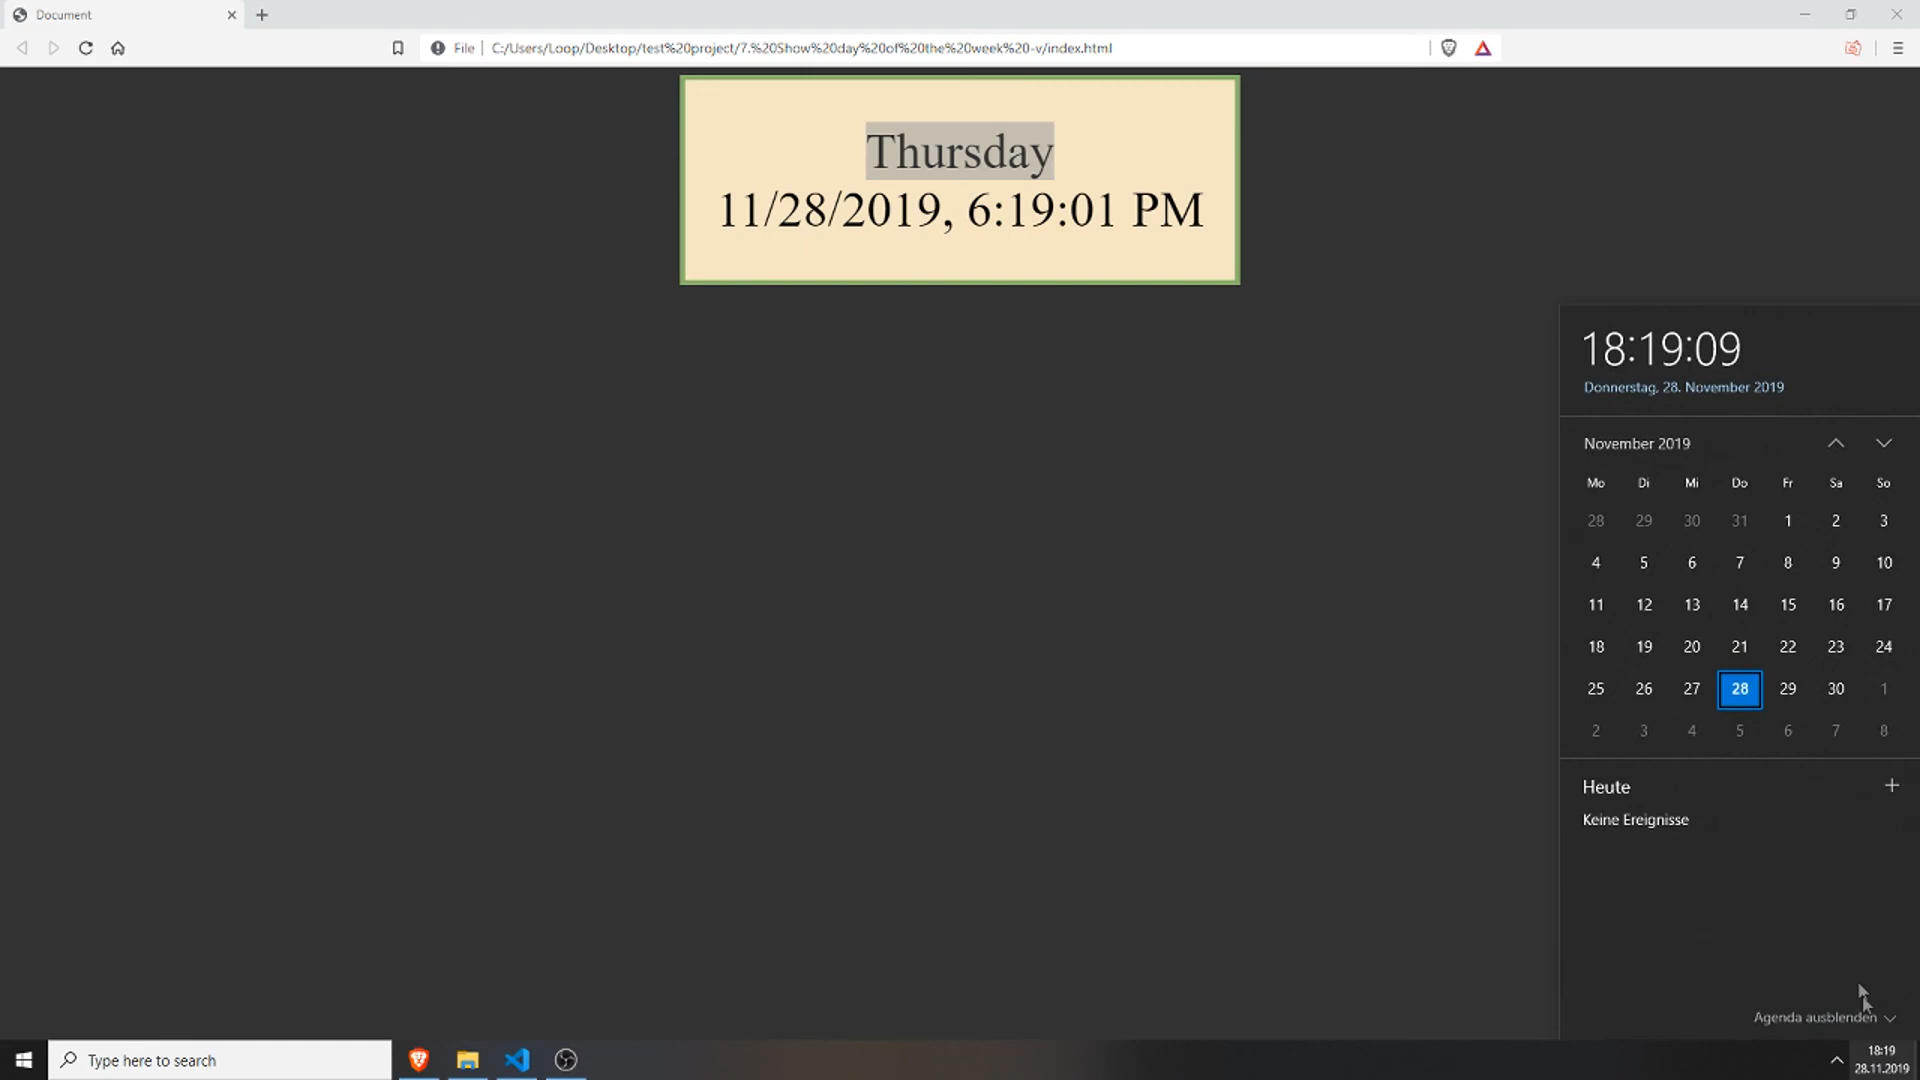 Document
File
C:/Users/Loop/Desktop/test%20project/7.%20Show%20day%20of%20the%20week%20-v/index.html
Thursday
11/28/2019, 6:19:01 PM
18:19:09
Donnerstag, 28. November 2019
November 2019
Mo Di Mi Do Fr Sa So
28 29 30 31 1 2 3
4 5 6 7 8 9 10
11 12 13 14 15 16 17
18 19 20 21 22 23 24
25 26 27 28 29 30 1
2 3 4 5 6 7 8
Heute
Keine Ereignisse
Agenda ausblenden
Type here to search
18:19
28.11.2019